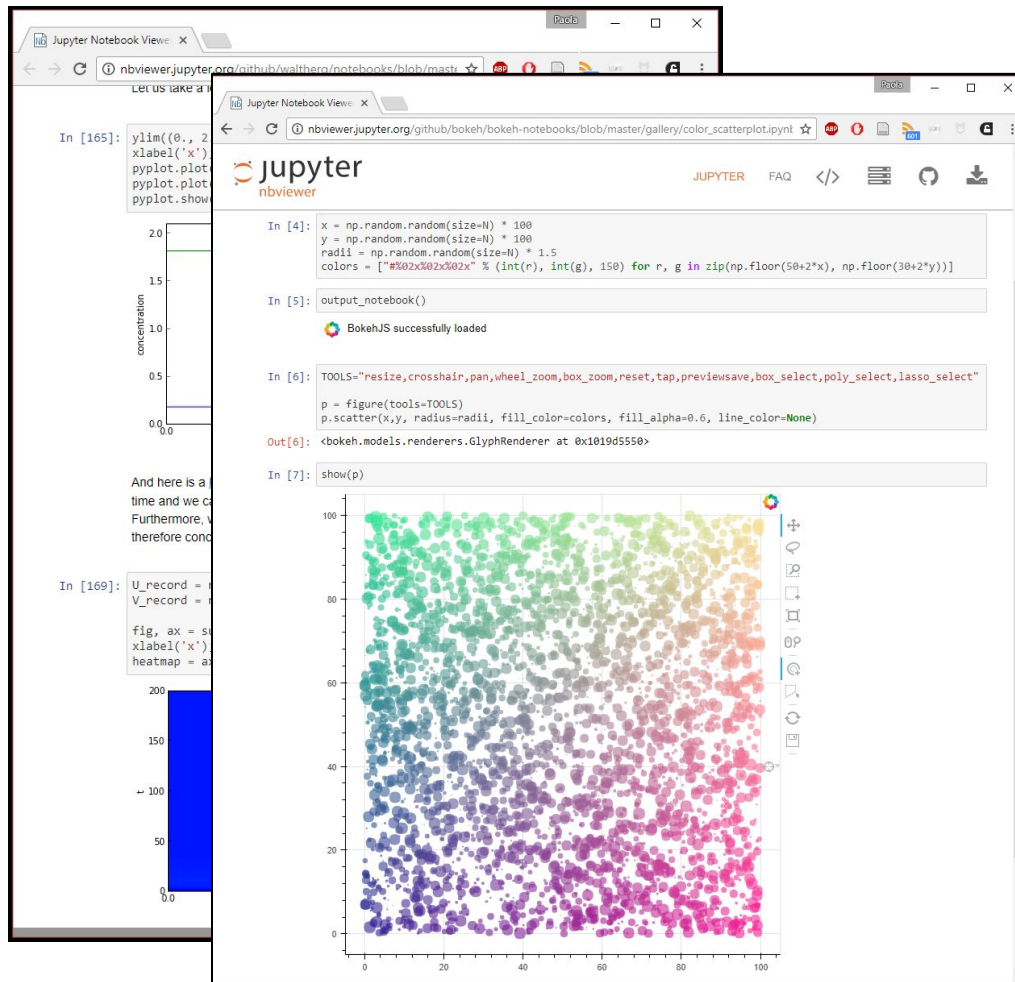 Paola
Jupyter Notebook Viewe
nbviewer.jupyter.org/github/waltherg/notebooks/blob/maste
ABP
Let us take a
In [165]:
ylim((0., 2
xlabel('x')
pyplot.plot(
pyplot.plot(
pyplot.show(
2.0
1.5
1.0
0.5
0.0
0.0
concentration
And here is a
time and we ca
Furthermore, w
therefore conc
In [169]:
U_record =
V_record =
fig, ax = su
xlabel('x')
heatmap = ax
200
150
100
50
0
0.0
t
Paola
Jupyter Notebook Viewe
nbviewer.jupyter.org/github/bokeh/bokeh-notebooks/blob/master/gallery/color_scatterplot.ipynb
ABP
601
jupyter
nbviewer
JUPYTER FAQ </>
In [4]: x = np.random.random(size=N) * 100
y = np.random.random(size=N) * 100
radii = np.random.random(size=N) * 1.5
colors = ["#%02x%02x%02x" % (int(r), int(g), 150) for r, g in zip(np.floor(50+2*x), np.floor(30+2*y))]
In [5]: output_notebook()
BokehJS successfully loaded
In [6]: TOOLS="resize,crosshair,pan,wheel_zoom,box_zoom,reset,tap,previewsave,box_select,poly_select,lasso_select"
p = figure(tools=TOOLS)
p.scatter(x,y, radius=radii, fill_color=colors, fill_alpha=0.6, line_color=None)
Out[6]: <bokeh.models.renderers.GlyphRenderer at 0x1019d5550>
In [7]: show(p)
100
80
60
40
20
0
0 20 40 60 80 100